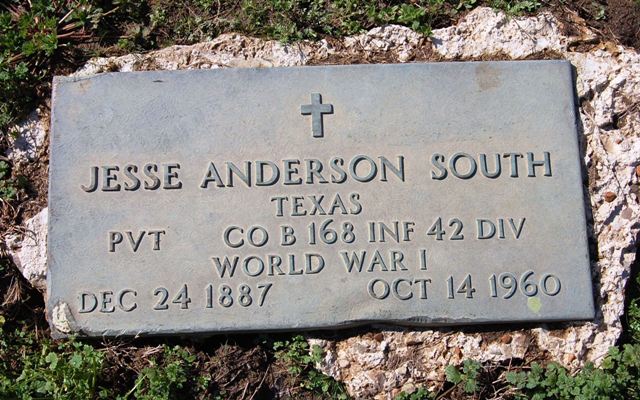 JESSE ANDERSON SOUTH
TEXAS
PVT CO B 168 INF 42 DIV
WORLD WAR I
DEC 24 1887 OCT 14 1960